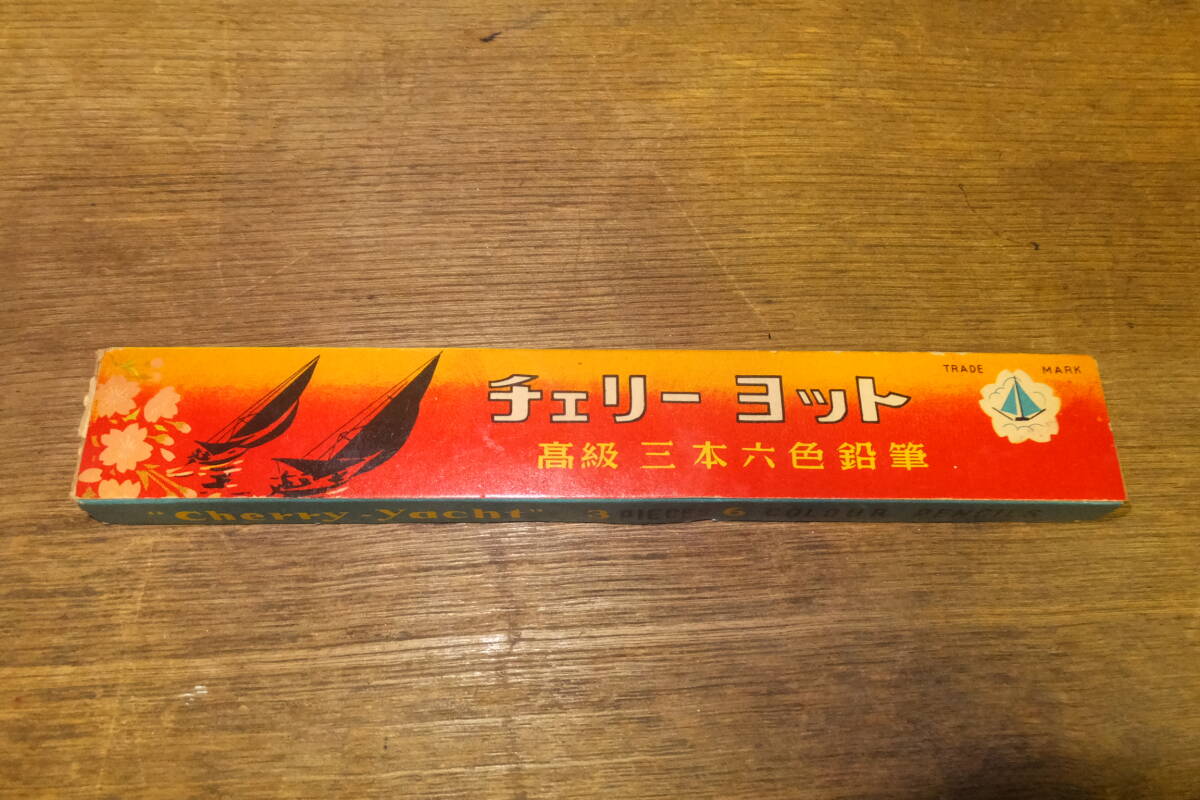 チェリー ヨット
高級 三本六色鉛筆
TRADE MARK
"Cherry-yacht" 3 PIECES 6 COLOUR PENCILS